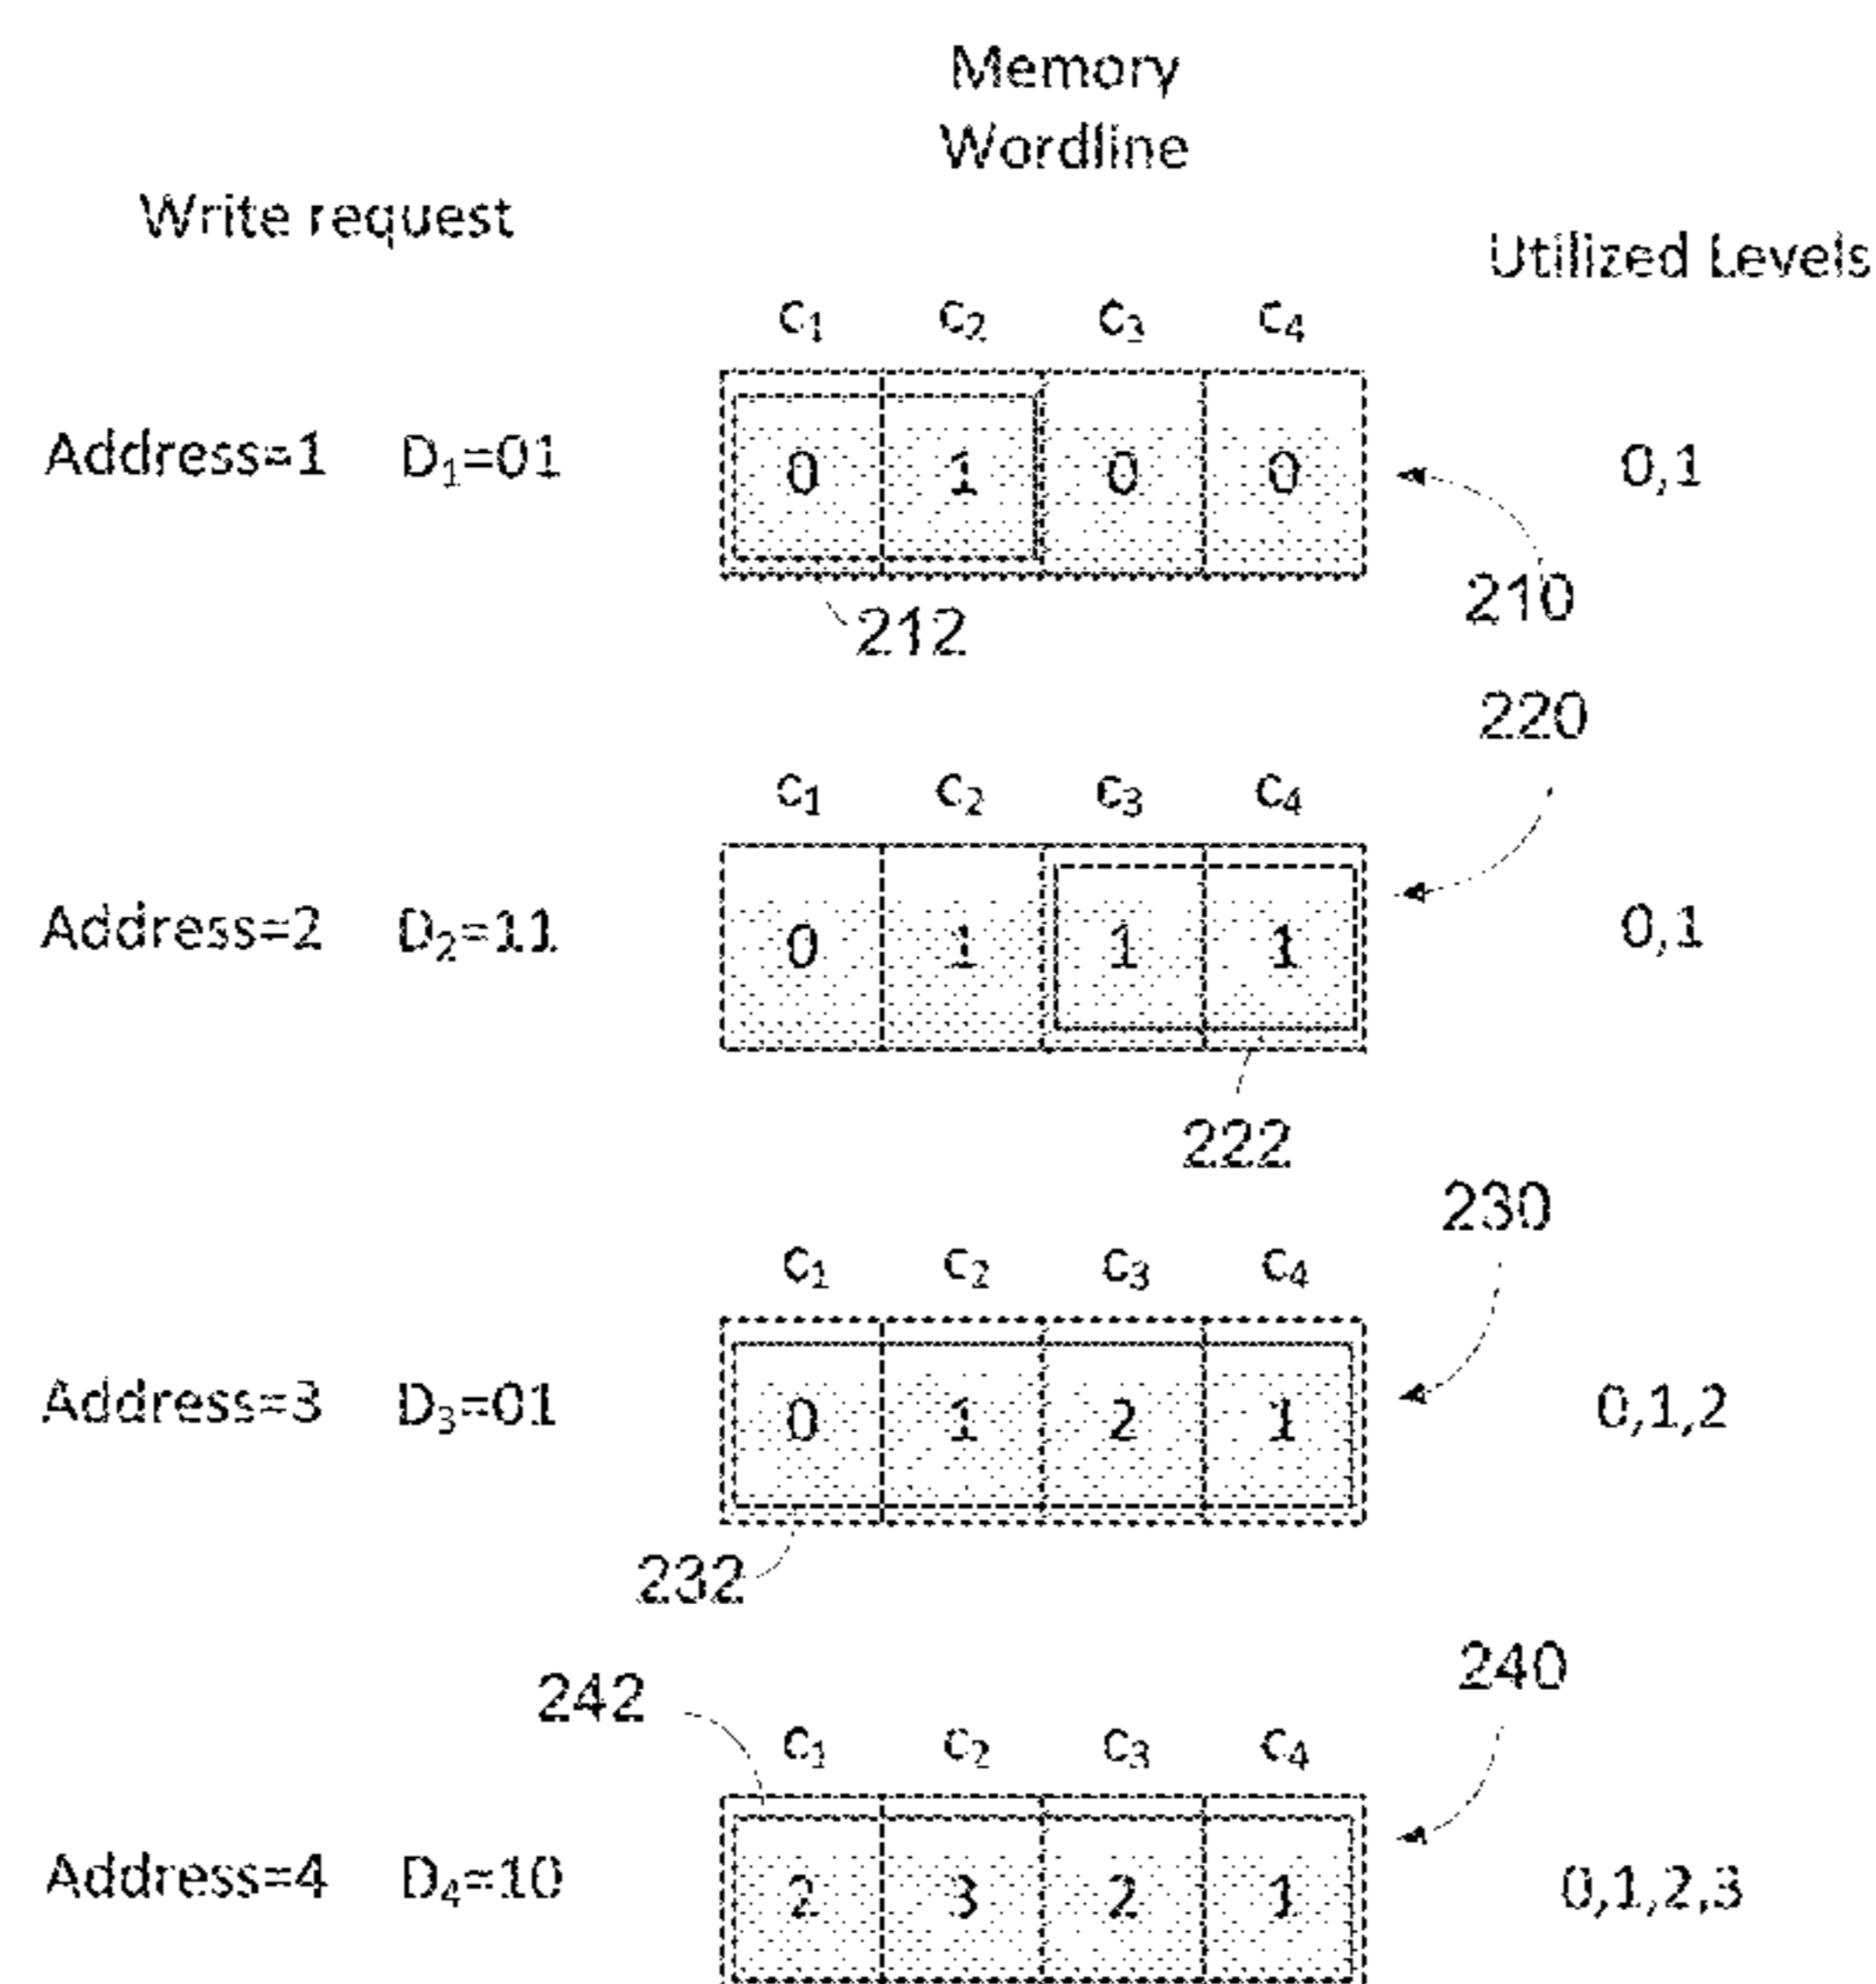 Memory
Wordline
Write request
Utilized Levels
c₁ c₂ c₃ c₄
Address=1 D₁=01 0 1 0 0 0,1
210
212
220
c₁ c₂ c₃ c₄
Address=2 D₂=11 0 1 1 1 0,1
222
230
c₁ c₂ c₃ c₄
Address=3 D₃=01 0 1 2 1 0,1,2
232
240
242
c₁ c₂ c₃ c₄
Address=4 D₄=10 2 3 2 1 0,1,2,3